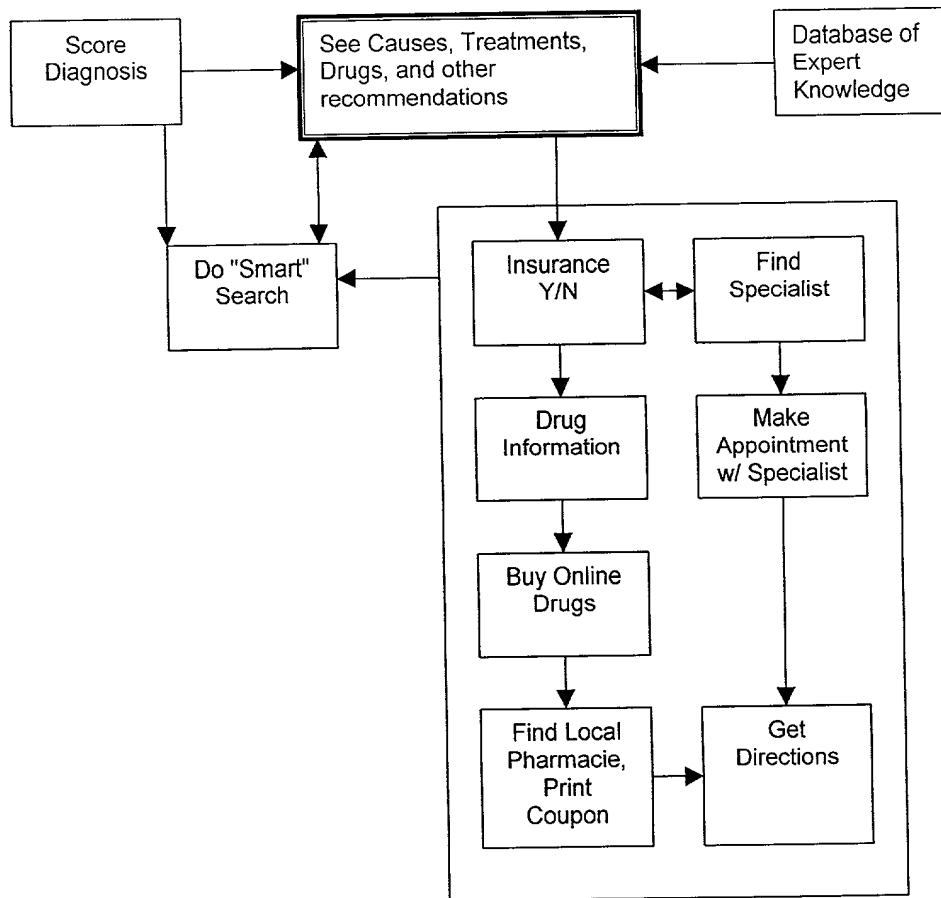 Score
Diagnosis
See Causes, Treatments,
Drugs, and other
recommendations
Database of
Expert
Knowledge
Do "Smart"
Search
Insurance
Y/N
Find
Specialist
Drug
Information
Make
Appointment
w/ Specialist
Buy Online
Drugs
Find Local
Pharmacie,
Print
Coupon
Get
Directions